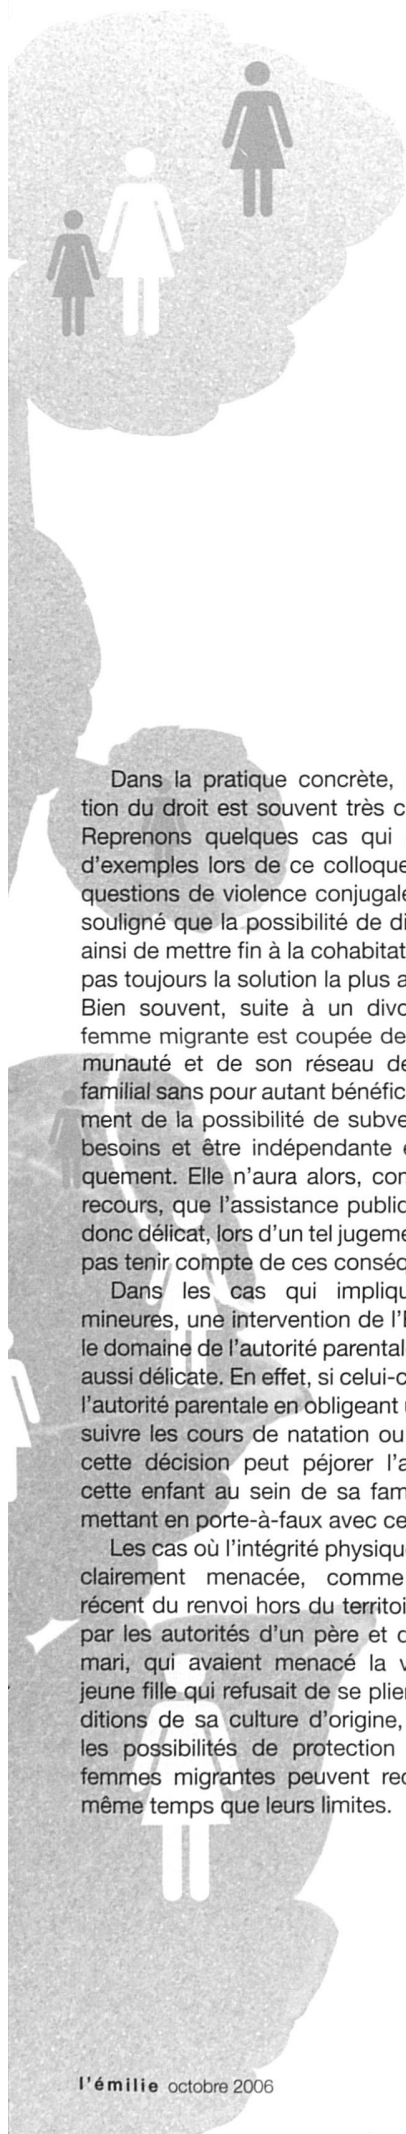 Dans la pratique concrète,
tion du droit est souvent très c
Reprenons quelques cas qui
d'exemples lors de ce colloque
questions de violence conjugale
souligné que la possibilité de di
ainsi de mettre fin à la cohabitat
pas toujours la solution la plus a
Bien souvent, suite à un divo
femme migrante est coupée de
munauté et de son réseau de
familial sans pour autant bénéfic
ment de la possibilité de subve
besoins et être indépendante é
quement. Elle n'aura alors, com
recours, que l'assistance public
donc délicat, lors d'un tel jugeme
pas tenir compte de ces conséq
Dans les cas qui impliqu
mineures, une intervention de l'E
le domaine de l'autorité parental
aussi délicate. En effet, si celui-c
l'autorité parentale en obligeant u
suivre les cours de natation ou
cette décision peut péjorer l'a
cette enfant au sein de sa fam
mettant en porte-à-faux avec ce
Les cas où l'intégrité physique
clairement menacée, comme
récent du renvoi hors du territoi
par les autorités d'un père et d
mari, qui avaient menacé la v
jeune fille qui refusait de se plier
ditions de sa culture d'origine,
les possibilités de protection
femmes migrantes peuvent rec
même temps que leurs limites.
l'émilie octobre 2006